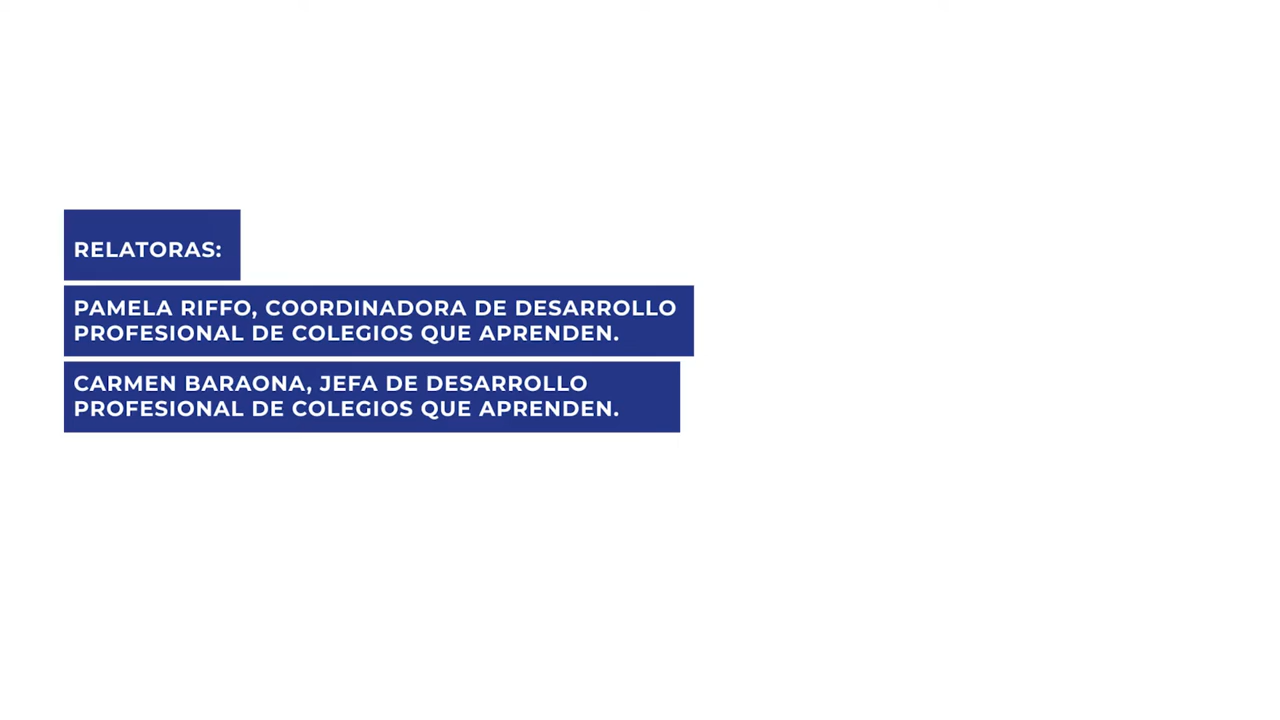 RELATORAS:
PAMELA RIFFO, COORDINADORA DE DESARROLLO
PROFESIONAL DE COLEGIOS QUE APRENDEN.
CARMEN BARAONA, JEFA DE DESARROLLO
PROFESIONAL DE COLEGIOS QUE APRENDEN.